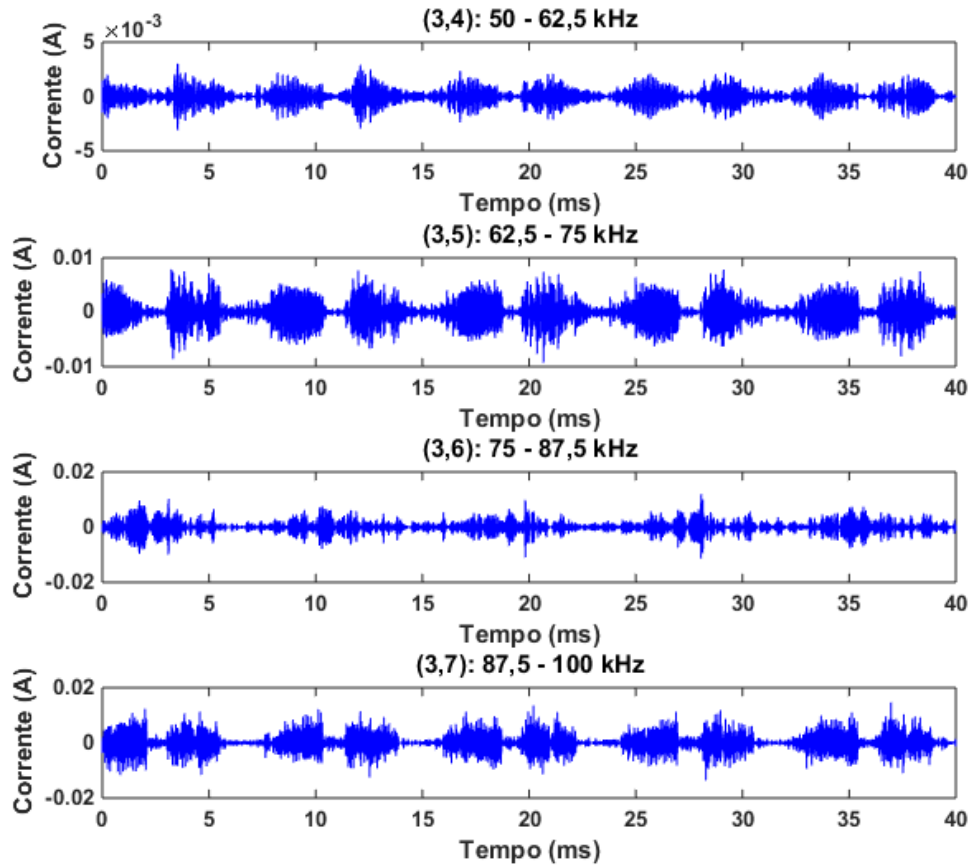 (3,4): 50 - 62,5 kHz
×10⁻³
5
0
-5
Corrente (A)
0 5 10 15 20 25 30 35 40
Tempo (ms)
(3,5): 62,5 - 75 kHz
0.01
0
-0.01
Corrente (A)
0 5 10 15 20 25 30 35 40
Tempo (ms)
(3,6): 75 - 87,5 kHz
0.02
0
-0.02
Corrente (A)
0 5 10 15 20 25 30 35 40
Tempo (ms)
(3,7): 87,5 - 100 kHz
0.02
0
-0.02
Corrente (A)
0 5 10 15 20 25 30 35 40
Tempo (ms)